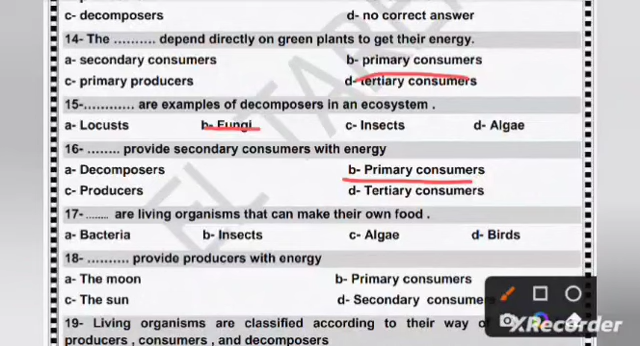 c- decomposers d- no correct answer
14- The .......... depend directly on green plants to get their energy.
a- secondary consumers b- primary consumers
c- primary producers d- tertiary consumers
15-............ are examples of decomposers in an ecosystem .
a- Locusts b- Fungi c- Insects d- Algae
16- ........ provide secondary consumers with energy
a- Decomposers b- Primary consumers
c- Producers d- Tertiary consumers
17- ....... are living organisms that can make their own food .
a- Bacteria b- Insects c- Algae d- Birds
18- .......... provide producers with energy
a- The moon b- Primary consumers
c- The sun d- Secondary consume
19- Living organisms are classified according to their way of
producers , consumers , and decomposers
XRecorder